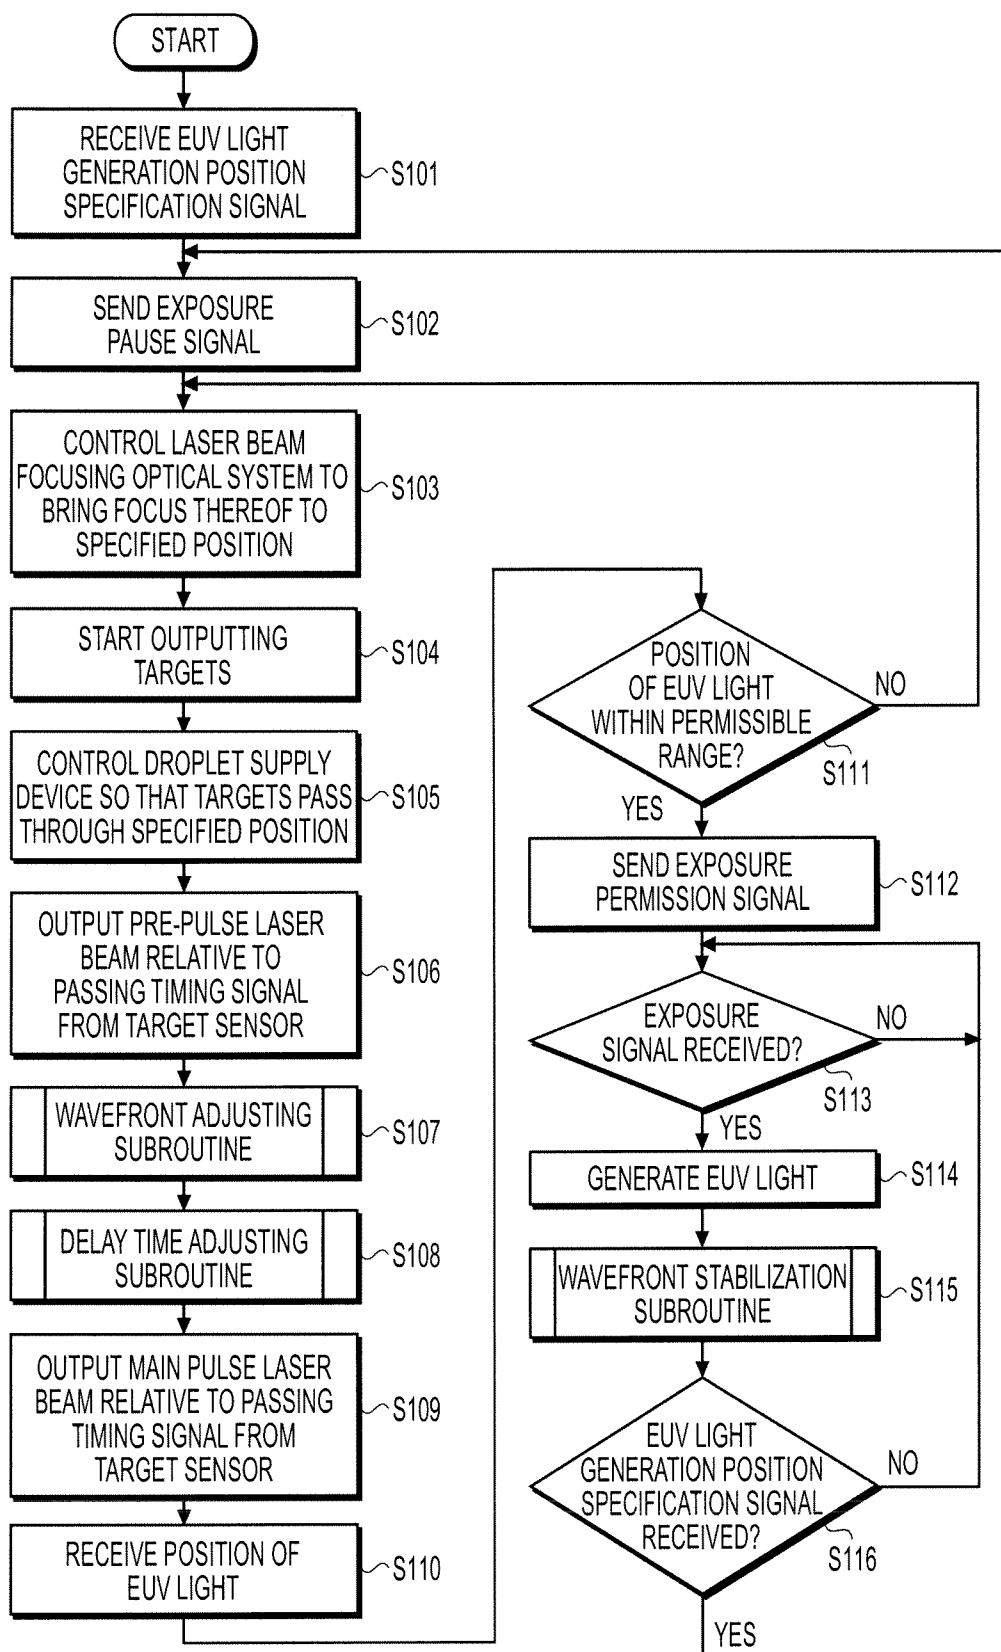 START
RECEIVE EUV LIGHT
GENERATION POSITION
SPECIFICATION SIGNAL
S101
SEND EXPOSURE
PAUSE SIGNAL
S102
CONTROL LASER BEAM
FOCUSING OPTICAL SYSTEM TO
BRING FOCUS THEREOF TO
SPECIFIED POSITION
S103
START OUTPUTTING
TARGETS
S104
CONTROL DROPLET SUPPLY
DEVICE SO THAT TARGETS PASS
THROUGH SPECIFIED POSITION
S105
OUTPUT PRE-PULSE LASER
BEAM RELATIVE TO
PASSING TIMING SIGNAL
FROM TARGET SENSOR
S106
WAVEFRONT ADJUSTING
SUBROUTINE
S107
DELAY TIME ADJUSTING
SUBROUTINE
S108
OUTPUT MAIN PULSE LASER
BEAM RELATIVE TO PASSING
TIMING SIGNAL FROM
TARGET SENSOR
S109
RECEIVE POSITION OF
EUV LIGHT
S110
POSITION
OF EUV LIGHT
WITHIN PERMISSIBLE
RANGE?
NO
S111
YES
SEND EXPOSURE
PERMISSION SIGNAL
S112
EXPOSURE
SIGNAL RECEIVED?
NO
S113
YES
GENERATE EUV LIGHT
S114
WAVEFRONT STABILIZATION
SUBROUTINE
S115
EUV LIGHT
GENERATION POSITION
SPECIFICATION SIGNAL
RECEIVED?
NO
S116
YES